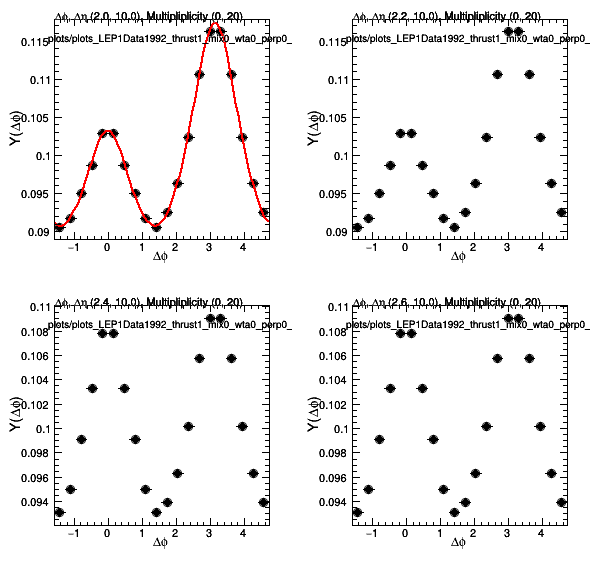 Δφ, Δη (2.0, 10.0), Multipliplicity (0, 20)
plots/plots_LEP1Data1992_thrust1_mix0_wta0_perp0_
Y(Δφ)
0.115
0.11
0.105
0.1
0.095
0.09
−1 0 1 2 3 4
Δφ
Δφ, Δη (2.2, 10.0), Multipliplicity (0, 20)
plots/plots_LEP1Data1992_thrust1_mix0_wta0_perp0_
Y(Δφ)
0.115
0.11
0.105
0.1
0.095
0.09
−1 0 1 2 3 4
Δφ
Δφ, Δη (2.4, 10.0), Multipliplicity (0, 20)
plots/plots_LEP1Data1992_thrust1_mix0_wta0_perp0_
Y(Δφ)
0.11
0.108
0.106
0.104
0.102
0.1
0.098
0.096
0.094
−1 0 1 2 3 4
Δφ
Δφ, Δη (2.6, 10.0), Multipliplicity (0, 20)
plots/plots_LEP1Data1992_thrust1_mix0_wta0_perp0_
Y(Δφ)
0.11
0.108
0.106
0.104
0.102
0.1
0.098
0.096
0.094
−1 0 1 2 3 4
Δφ